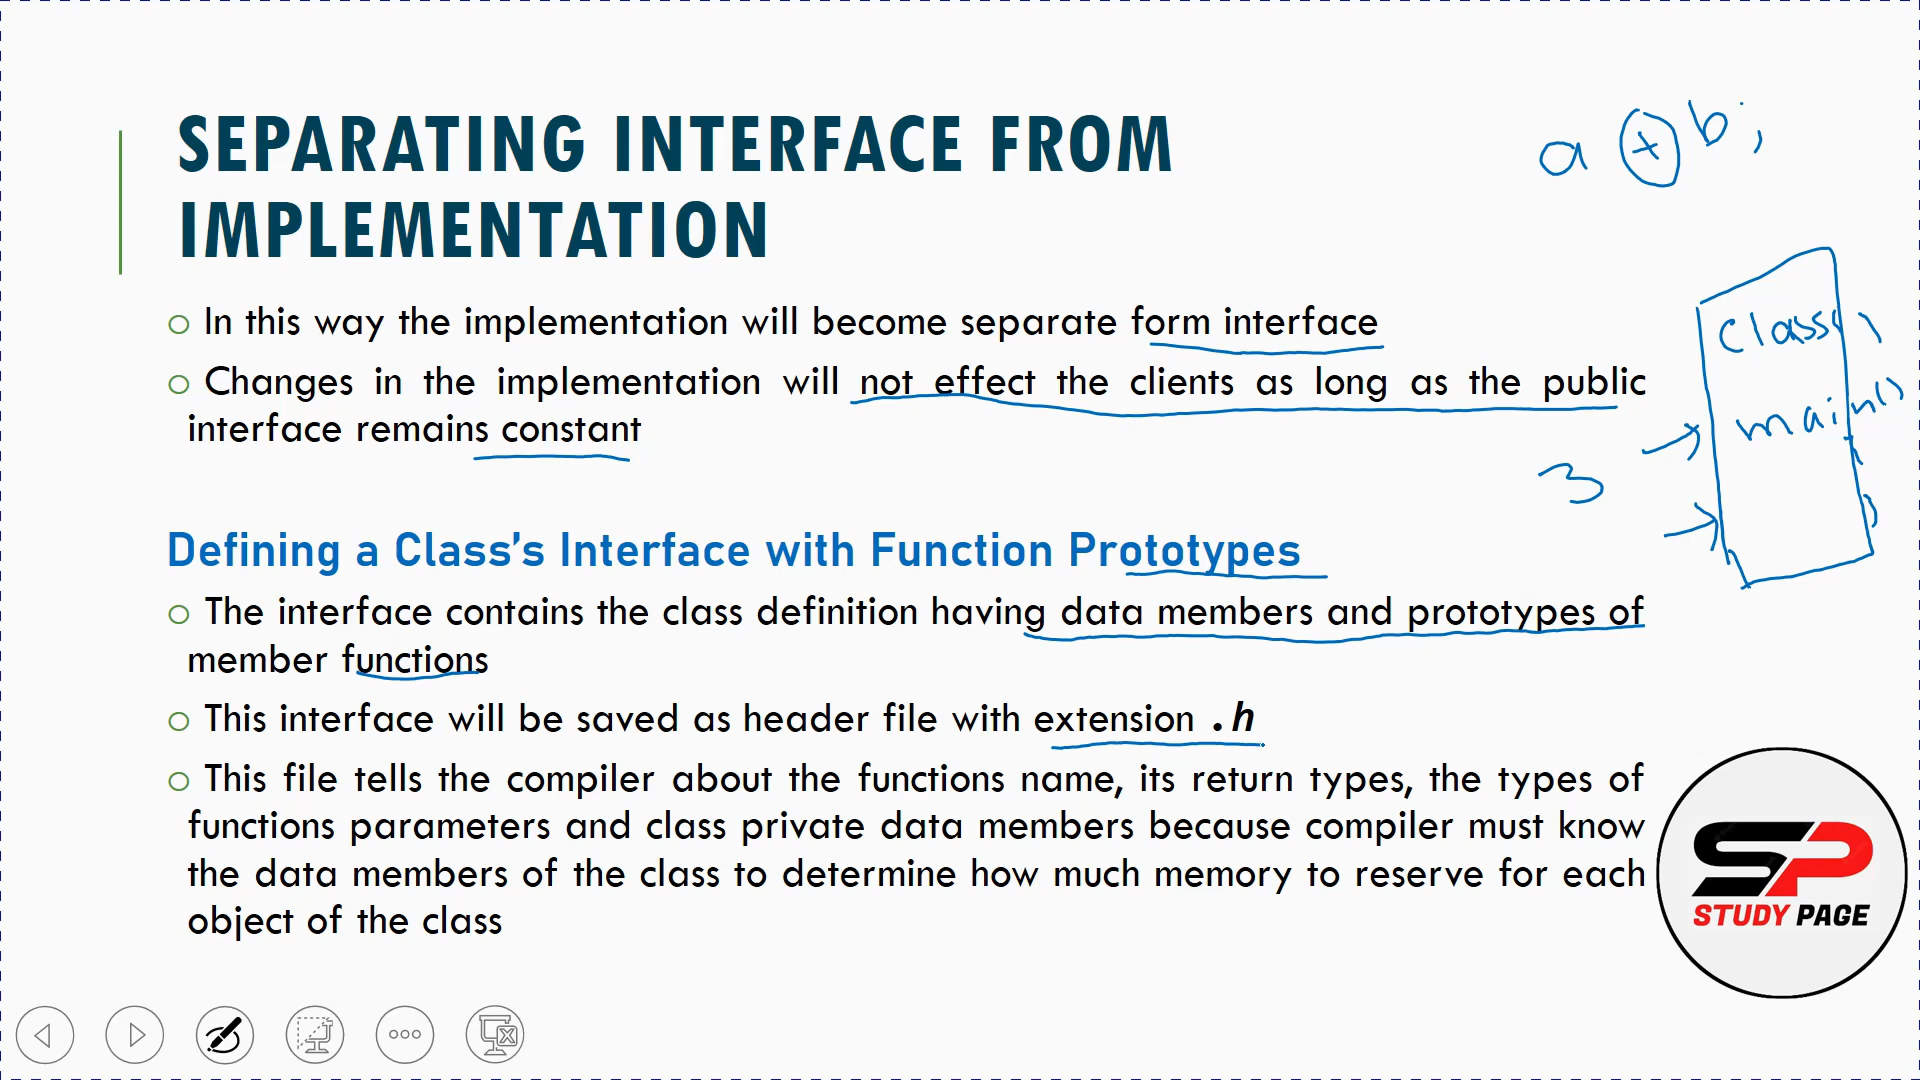 SEPARATING INTERFACE FROM
IMPLEMENTATION
a + b ;
In this way the implementation will become separate form interface
Changes in the implementation will not effect the clients as long as the public
interface remains constant
class
main()
3
Defining a Class's Interface with Function Prototypes
The interface contains the class definition having data members and prototypes of
member functions
This interface will be saved as header file with extension .h
This file tells the compiler about the functions name, its return types, the types of
functions parameters and class private data members because compiler must know
the data members of the class to determine how much memory to reserve for each
object of the class
SP
STUDY PAGE